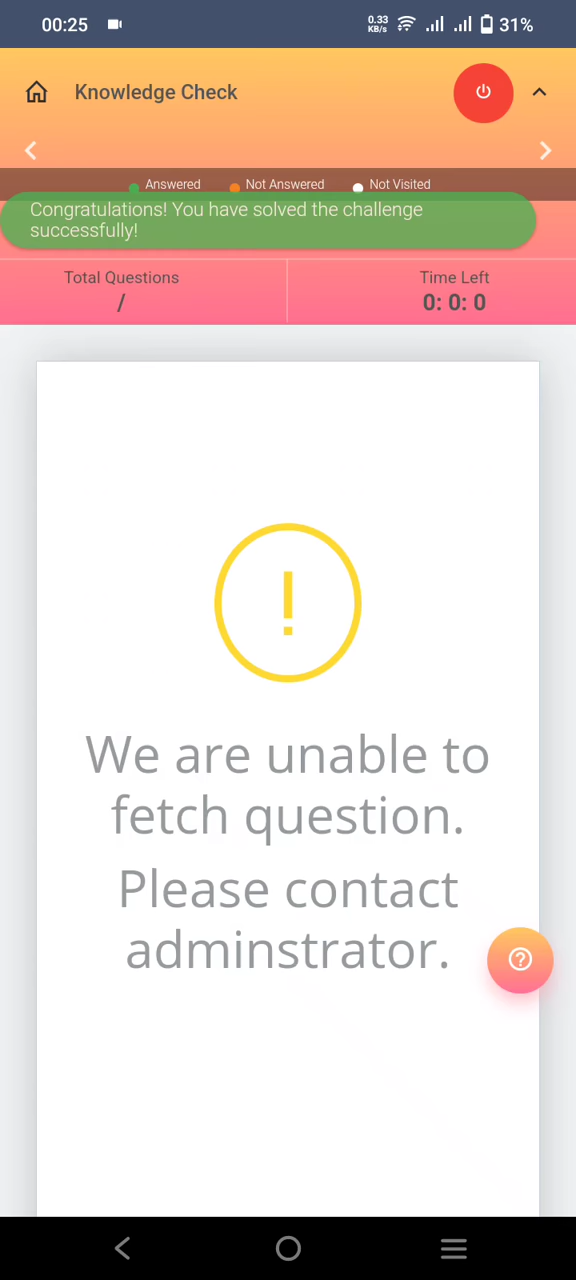 00:25
0.33
KB/s
31%
Knowledge Check
Answered Not Answered Not Visited
Congratulations! You have solved the challenge
successfully!
Total Questions Time Left
/ 0: 0: 0
!
We are unable to
fetch question.
Please contact
adminstrator.
?